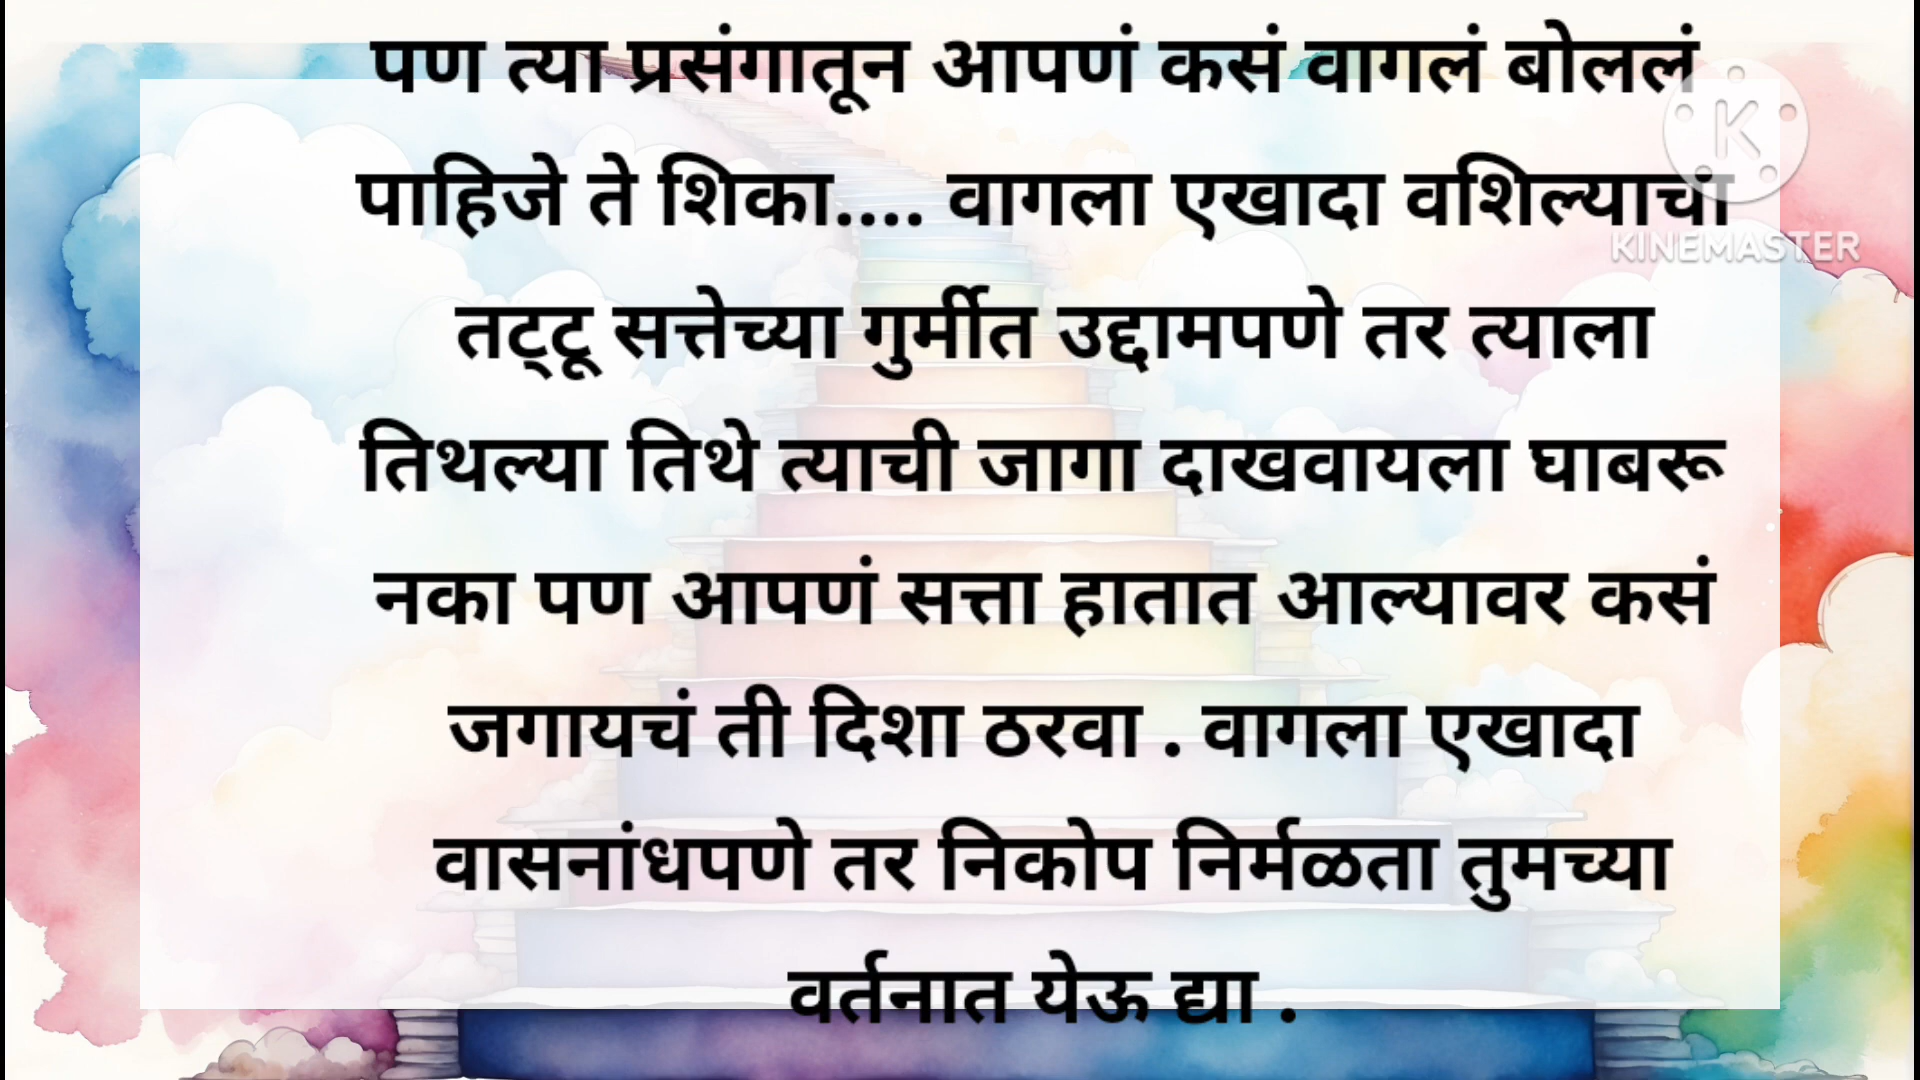 पण त्या प्रसंगातून आपणं कसं वागलं बोललं
पाहिजे ते शिका.... वागला एखादा वशिल्याचा
तट्टू सत्तेच्या गुर्मीत उद्दामपणे तर त्याला
तिथल्या तिथे त्याची जागा दाखवायला घाबरू
नका पण आपणं सत्ता हातात आल्यावर कसं
जगायचं ती दिशा ठरवा . वागला एखादा
वासनांधपणे तर निकोप निर्मळता तुमच्या
वर्तनात येऊ द्या .
K
KINEMASTER